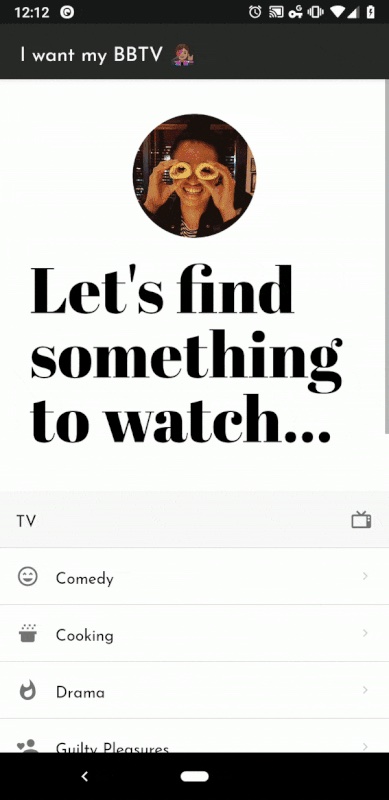 12:12
I want my BBTV
Let's find
something
to watch...
TV
Comedy
Cooking
Drama
Guilty Pleasures